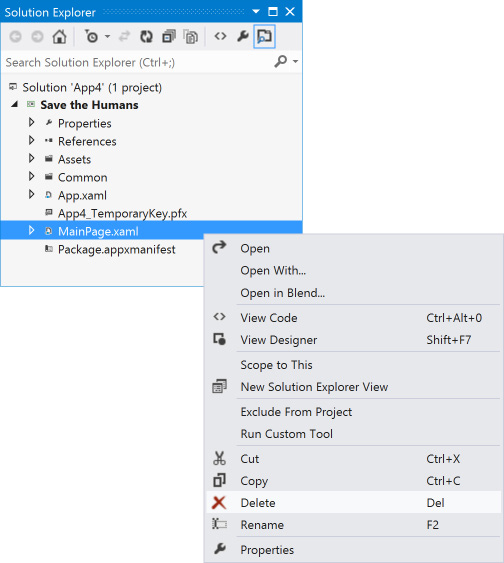 Solution Explorer
Search Solution Explorer (Ctrl+;)
Solution 'App4' (1 project)
Save the Humans
Properties
References
Assets
Common
App.xaml
App4_TemporaryKey.pfx
MainPage.xaml
Package.appxmanifest
Open
Open With...
Open in Blend...
View Code Ctrl+Alt+0
View Designer Shift+F7
Scope to This
New Solution Explorer View
Exclude From Project
Run Custom Tool
Cut Ctrl+X
Copy Ctrl+C
Delete Del
Rename F2
Properties